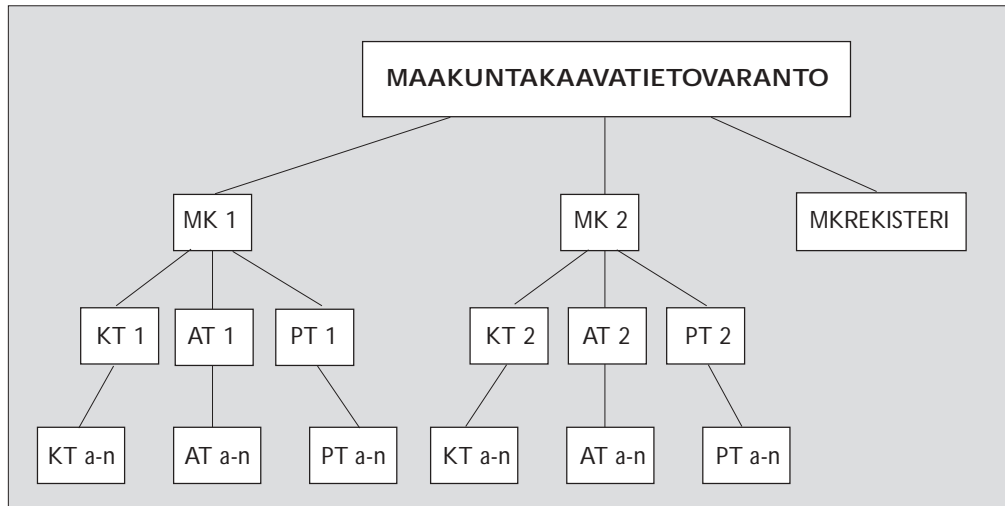 MAAKUNTAKAAVATIETOVARANTO
MK 1
MK 2
MKREKISTERI
KT 1
AT 1
PT 1
KT 2
AT 2
PT 2
KT a-n
AT a-n
PT a-n
KT a-n
AT a-n
PT a-n